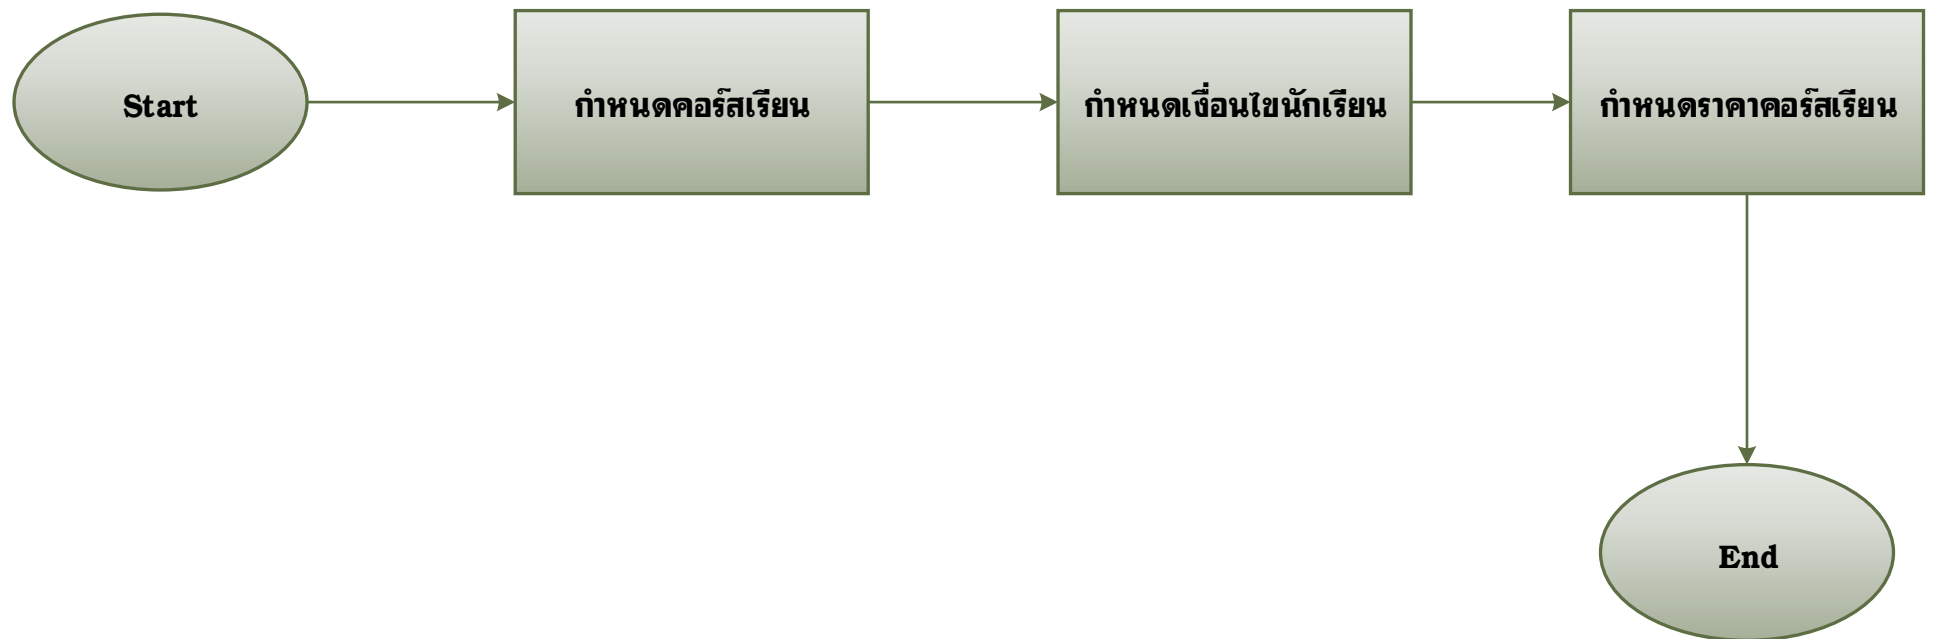 Start
กำหนดคอร์สเรียน
กำหนดเงื่อนไขนักเรียน
กำหนดราคาคอร์สเรียน
End